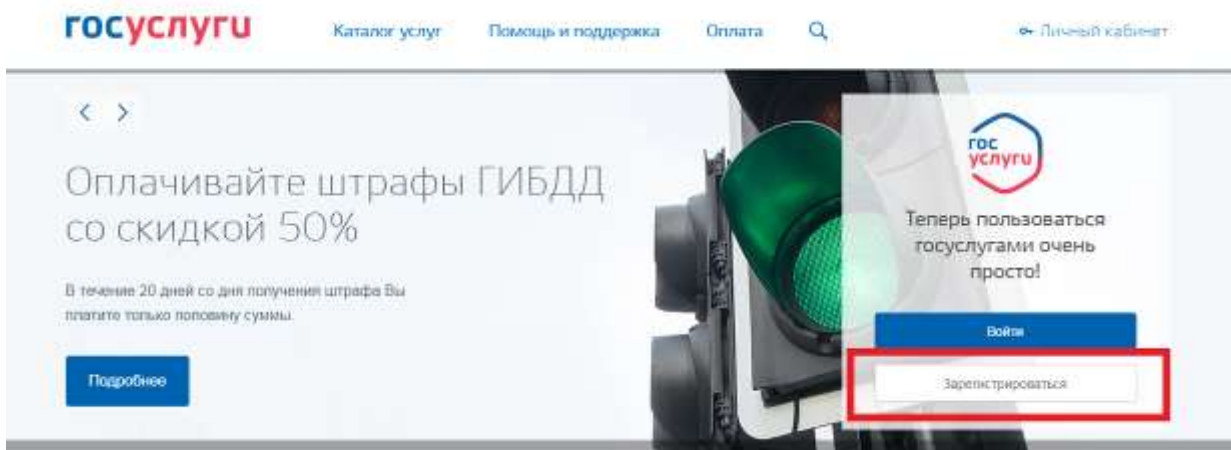 госуслуги
Каталог услуг
Помощь и поддержка
Оплата
Личный кабинет
Оплачивайте штрафы ГИБДД
со скидкой 50%
В течение 20 дней со дня получения штрафа Вы
платите только половину суммы.
Подробнее
гос
услуги
Теперь пользоваться
госуслугами очень
просто!
Войти
Зарегистрироваться